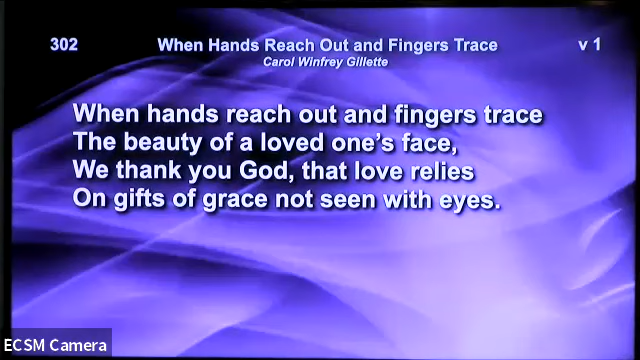 302
When Hands Reach Out and Fingers Trace
v 1
Carol Winfrey Gillette
When hands reach out and fingers trace
The beauty of a loved one's face,
We thank you God, that love relies
On gifts of grace not seen with eyes.
ECSM Camera